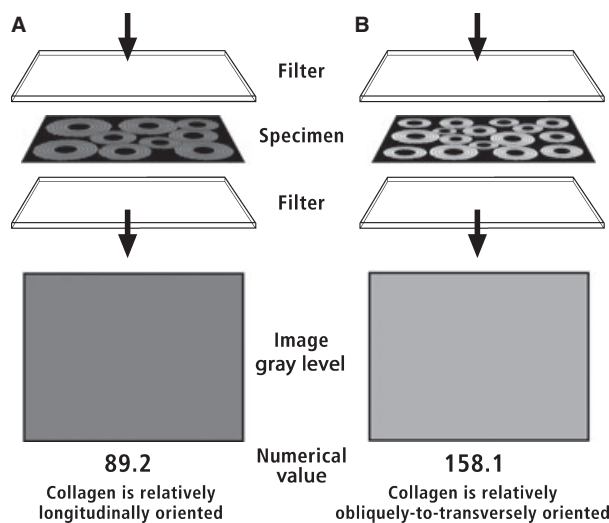 A
B
Filter
Specimen
Filter
Image
gray level
Numerical
value
89.2
158.1
Collagen is relatively
longitudinally oriented
Collagen is relatively
obliquely-to-transversely oriented